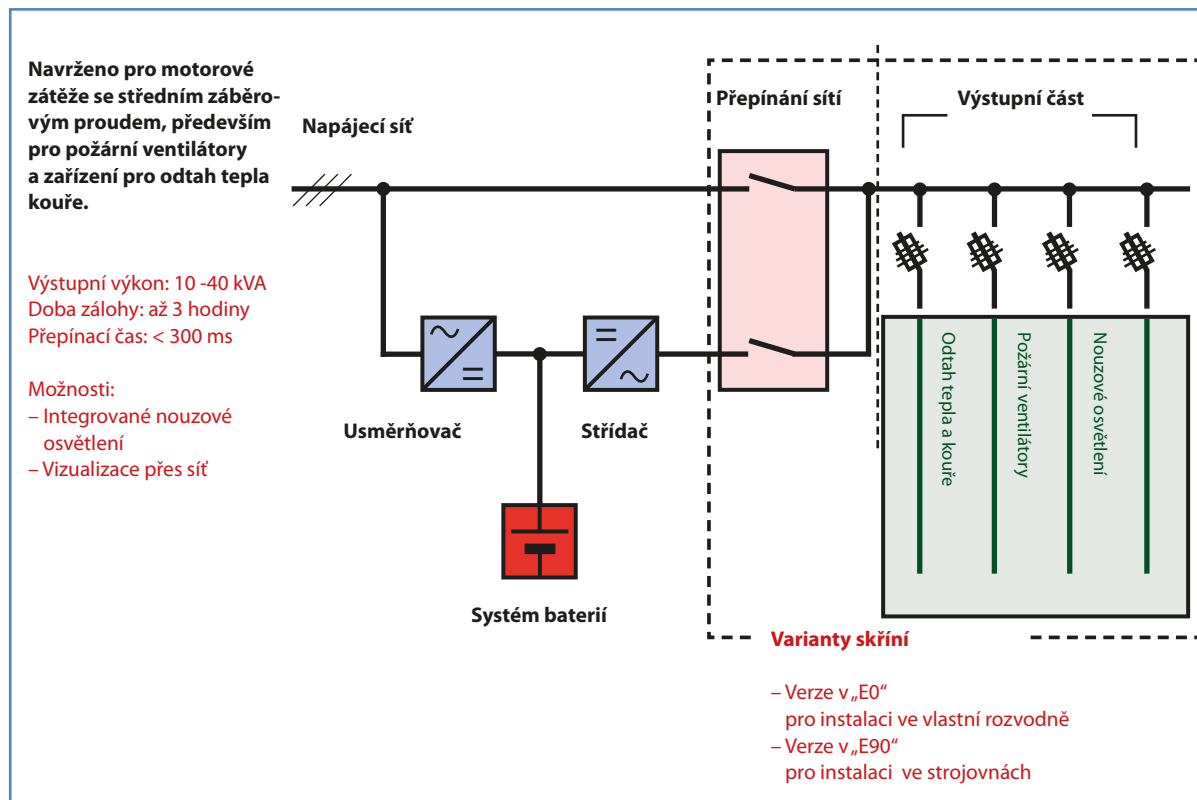 Navrženo pro motorové
zátěže se středním záběro-
vým proudem, především
pro požární ventilátory
a zařízení pro odtah tepla
kouře.
Výstupní výkon: 10 -40 kVA
Doba zálohy: až 3 hodiny
Přepínací čas: < 300 ms
Možnosti:
– Integrované nouzové
osvětlení
– Vizualizace přes síť
Napájecí síť
Přepínání sítí
Výstupní část
Usměrňovač
Střídač
Systém baterií
Odtah tepla a kouře
Požární ventilátory
Nouzové osvětlení
Varianty skříní
– Verze v „E0“
pro instalaci ve vlastní rozvodně
– Verze v „E90“
pro instalaci ve strojovnách